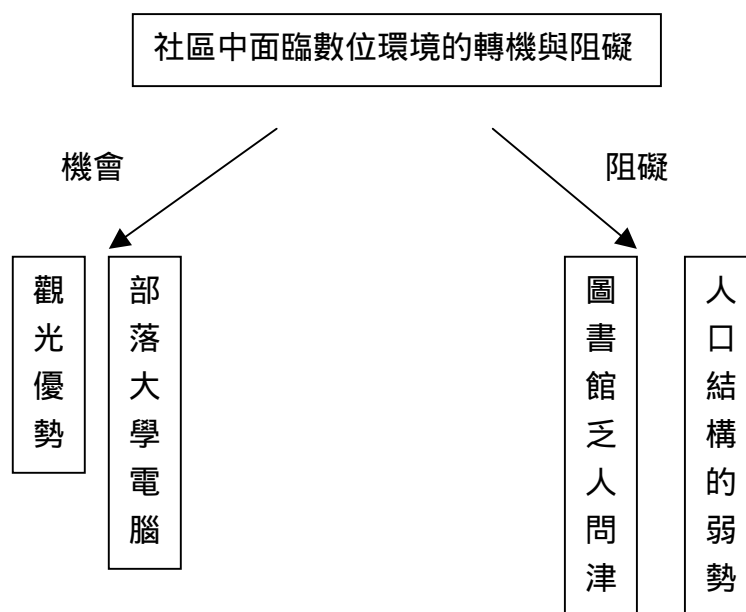 社區中面臨數位環境的轉機與阻礙
機會
阻礙
觀光優勢
部落大學電腦
圖書館乏人問津
人口結構的弱勢